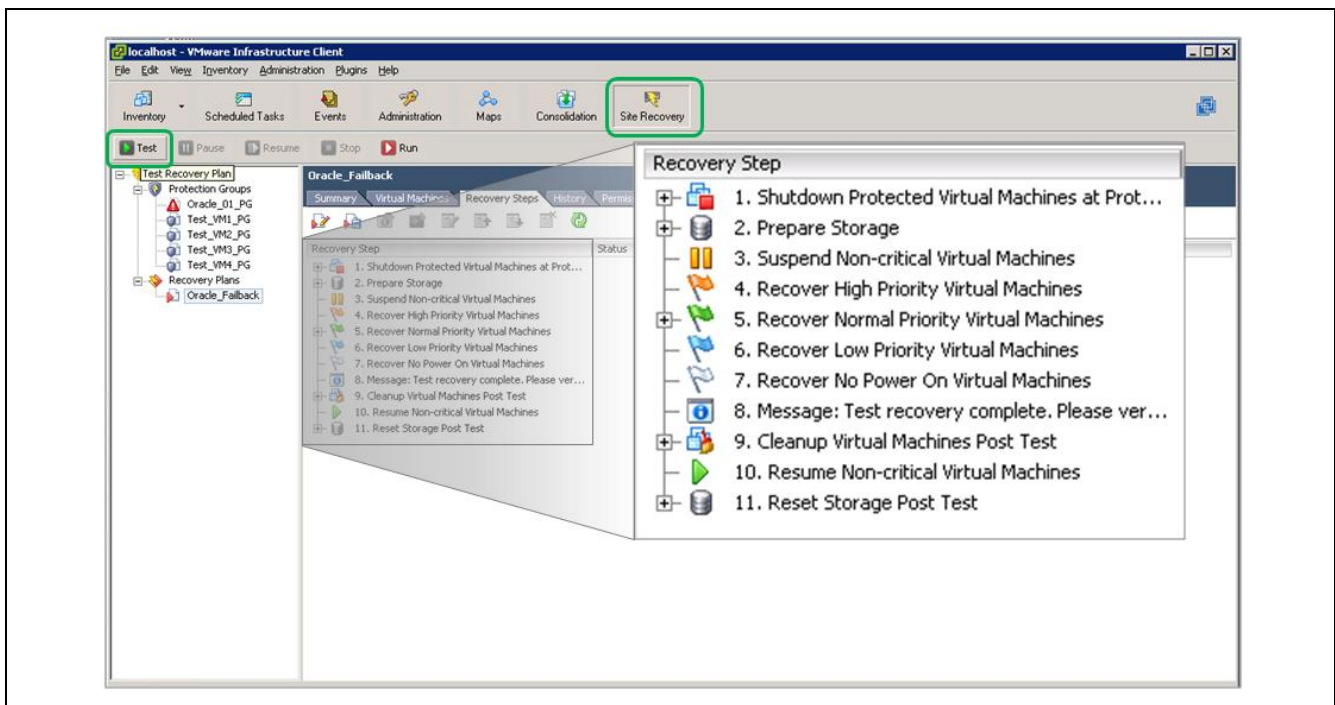 localhost - VMware Infrastructure Client
File Edit View Inventory Administration Plugins Help
Inventory Scheduled Tasks Events Administration Maps Consolidation Site Recovery
Test Pause Resume Stop Run
Test Recovery Plan
Protection Groups
Oracle_01_PG
Test_VM1_PG
Test_VM2_PG
Test_VM3_PG
Test_VM4_PG
Recovery Plans
Oracle_Failback
Oracle_Failback
Summary Virtual Machines Recovery Steps History Permis
Recovery Step Status
1. Shutdown Protected Virtual Machines at Prot...
2. Prepare Storage
3. Suspend Non-critical Virtual Machines
4. Recover High Priority Virtual Machines
5. Recover Normal Priority Virtual Machines
6. Recover Low Priority Virtual Machines
7. Recover No Power On Virtual Machines
8. Message: Test recovery complete. Please ver...
9. Cleanup Virtual Machines Post Test
10. Resume Non-critical Virtual Machines
11. Reset Storage Post Test
Recovery Step
1. Shutdown Protected Virtual Machines at Prot...
2. Prepare Storage
3. Suspend Non-critical Virtual Machines
4. Recover High Priority Virtual Machines
5. Recover Normal Priority Virtual Machines
6. Recover Low Priority Virtual Machines
7. Recover No Power On Virtual Machines
8. Message: Test recovery complete. Please ver...
9. Cleanup Virtual Machines Post Test
10. Resume Non-critical Virtual Machines
11. Reset Storage Post Test